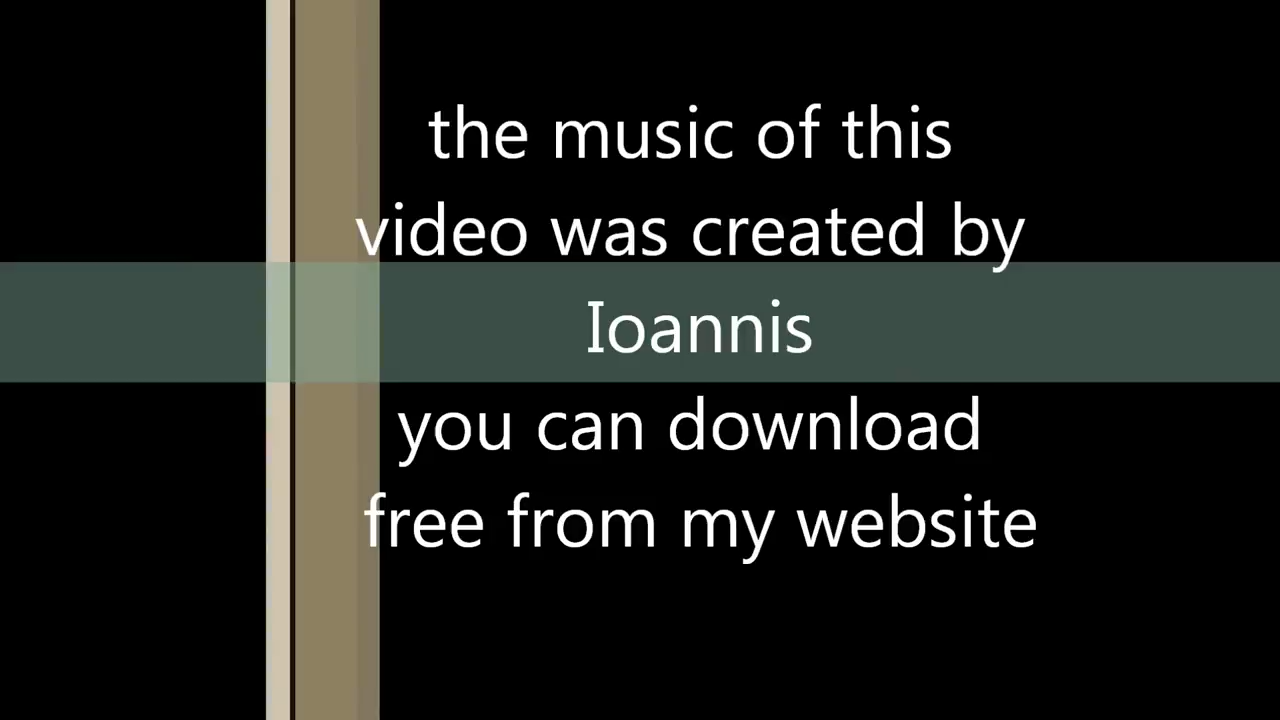 the music of this
video was created by
Ioannis
you can download
free from my website